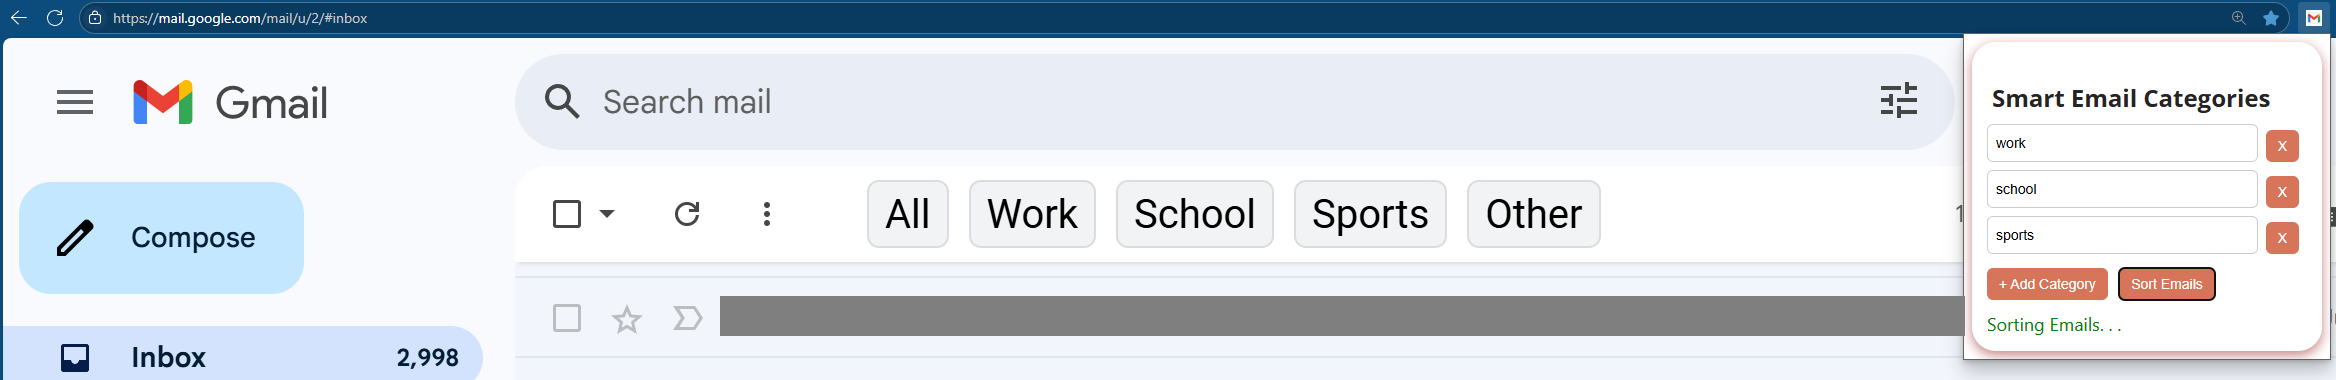 https://mail.google.com/mail/u/2/#inbox
Gmail
Search mail
Compose
All Work School Sports Other
Inbox 2,998
Smart Email Categories
work X
school X
sports X
+ Add Category Sort Emails
Sorting Emails. . .